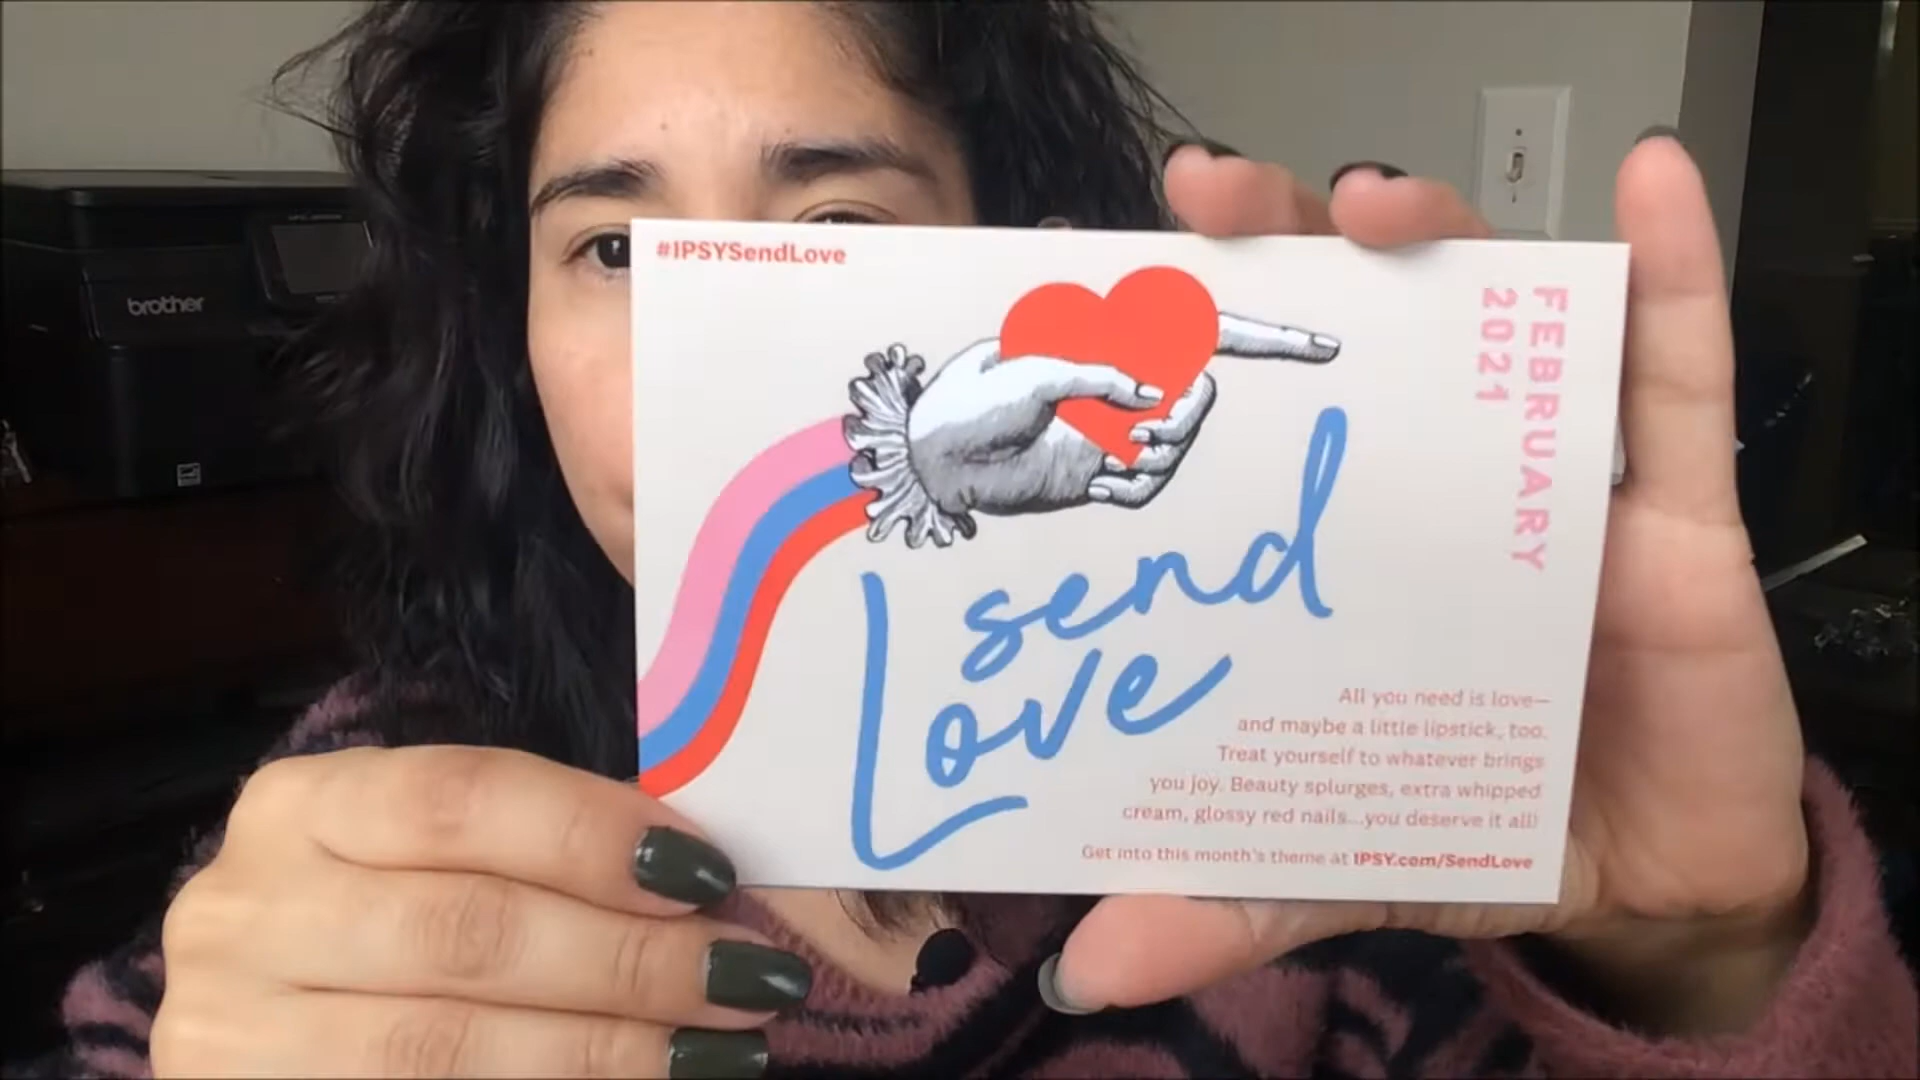 brother
#IPSYSendLove
FEBRUARY
2021
send
Love
All you need is love—
and maybe a little lipstick, too.
Treat yourself to whatever brings
you joy. Beauty splurges, extra whipped
cream, glossy red nails...you deserve it all!
Get into this month's theme at IPSY.com/SendLove